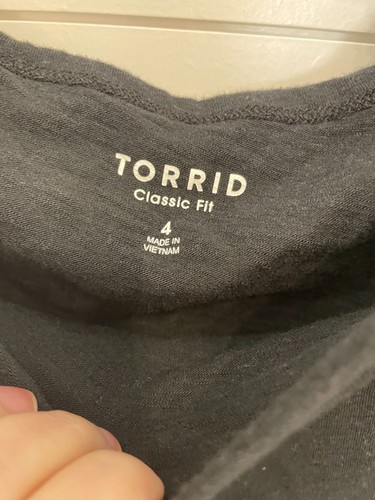 TORRID
Classic Fit
4
MADE IN
VIETNAM